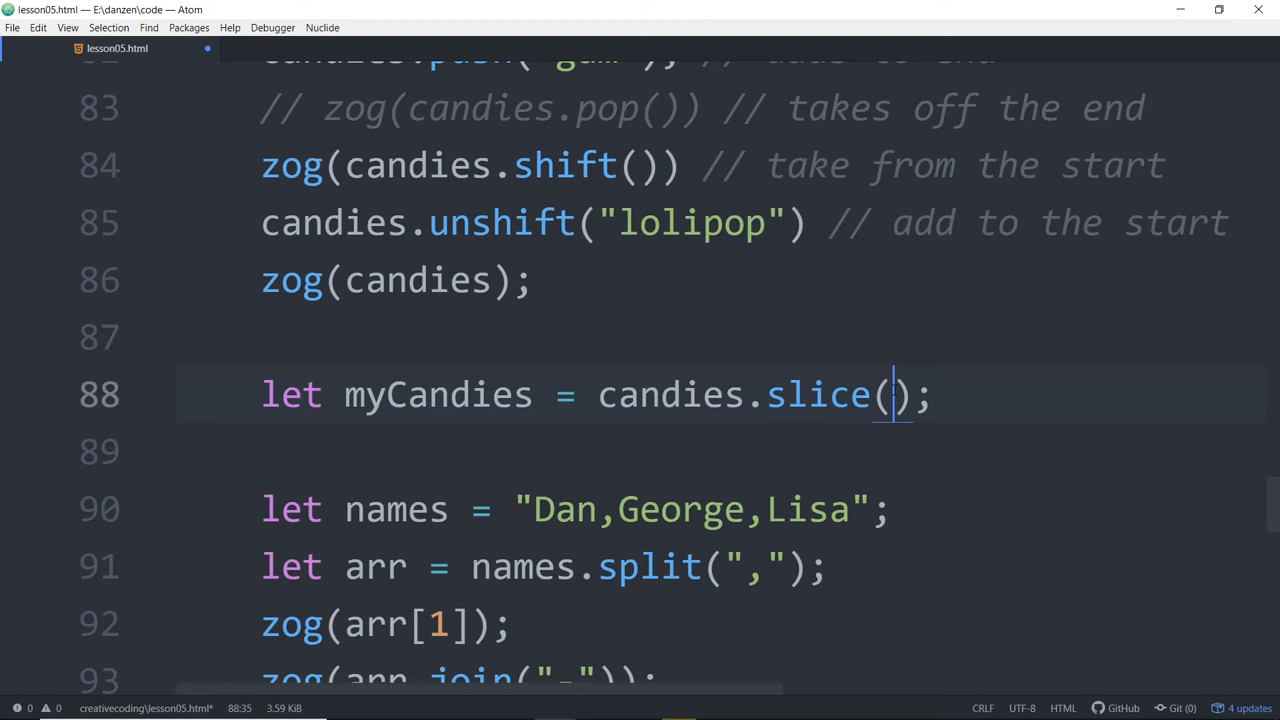 lesson05.html — E:\danzen\code — Atom
File Edit View Selection Find Packages Help Debugger Nuclide
lesson05.html
83 // zog(candies.pop()) // takes off the end
84 zog(candies.shift()) // take from the start
85 candies.unshift("lolipop") // add to the start
86 zog(candies);
87
88 let myCandies = candies.slice();
89
90 let names = "Dan,George,Lisa";
91 let arr = names.split(",");
92 zog(arr[1]);
93 zog(arr.join("-"));
0 0 creativecoding\lesson05.html* 88:35 3.59 KiB CRLF UTF-8 HTML GitHub Git (0) 4 updates